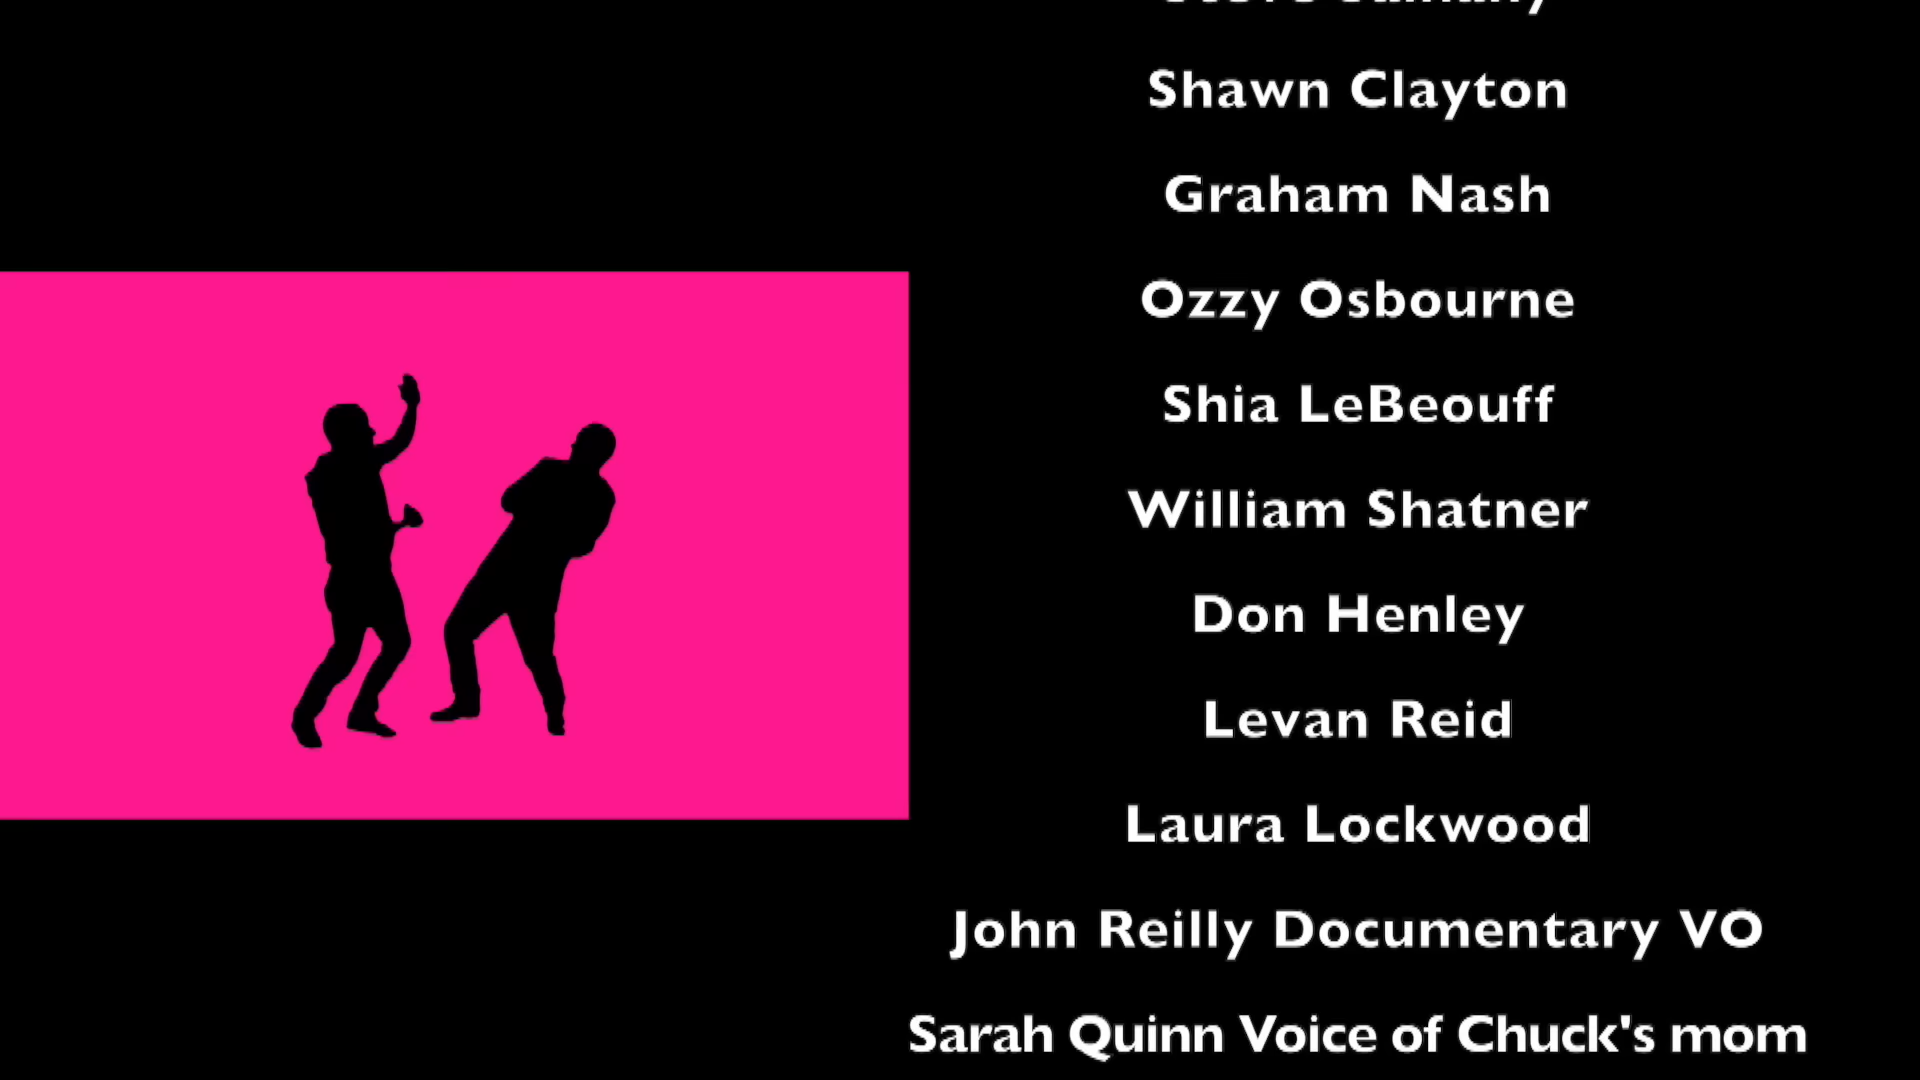 Shawn Clayton
Graham Nash
Ozzy Osbourne
Shia LeBeouff
William Shatner
Don Henley
Levan Reid
Laura Lockwood
John Reilly Documentary VO
Sarah Quinn Voice of Chuck's mom